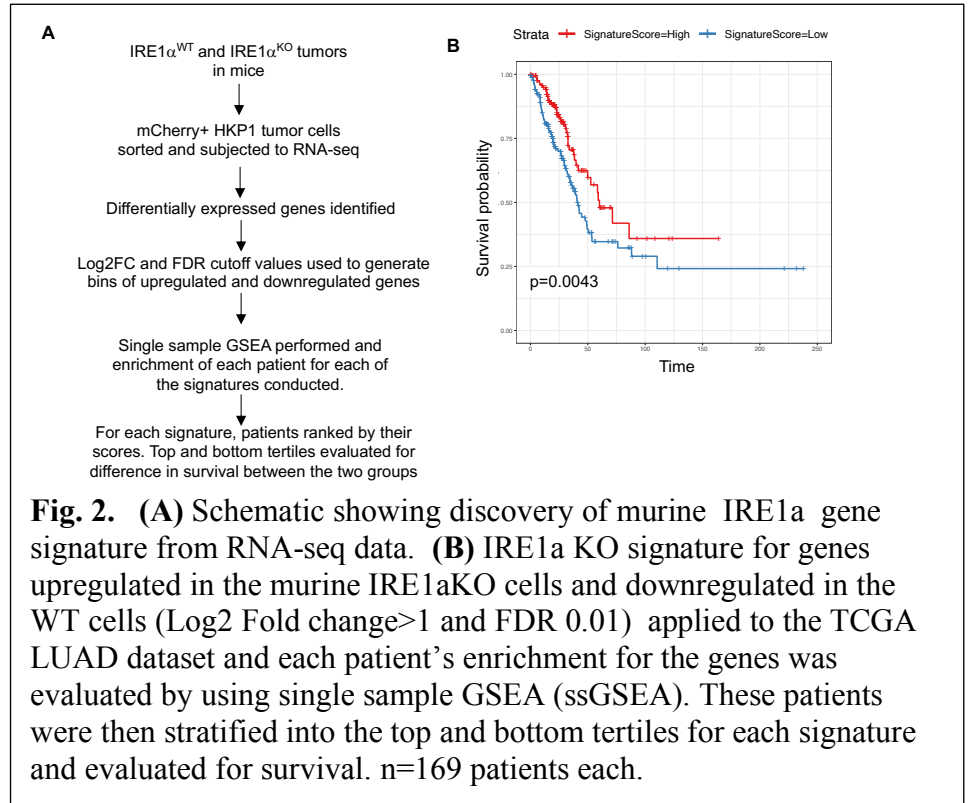 A
IRE1α^WT and IRE1α^KO tumors
in mice
mCherry+ HKP1 tumor cells
sorted and subjected to RNA-seq
Differentially expressed genes identified
Log2FC and FDR cutoff values used to generate
bins of upregulated and downregulated genes
Single sample GSEA performed and
enrichment of each patient for each of
the signatures conducted.
For each signature, patients ranked by their
scores. Top and bottom tertiles evaluated for
difference in survival between the two groups
B
Strata SignatureScore=High SignatureScore=Low
Survival probability
1.00
0.75
0.50
0.25
0.00
p=0.0043
0 50 100 150 200 250
Time
Fig. 2. (A) Schematic showing discovery of murine IRE1a gene
signature from RNA-seq data. (B) IRE1a KO signature for genes
upregulated in the murine IRE1aKO cells and downregulated in the
WT cells (Log2 Fold change>1 and FDR 0.01) applied to the TCGA
LUAD dataset and each patient's enrichment for the genes was
evaluated by using single sample GSEA (ssGSEA). These patients
were then stratified into the top and bottom tertiles for each signature
and evaluated for survival. n=169 patients each.